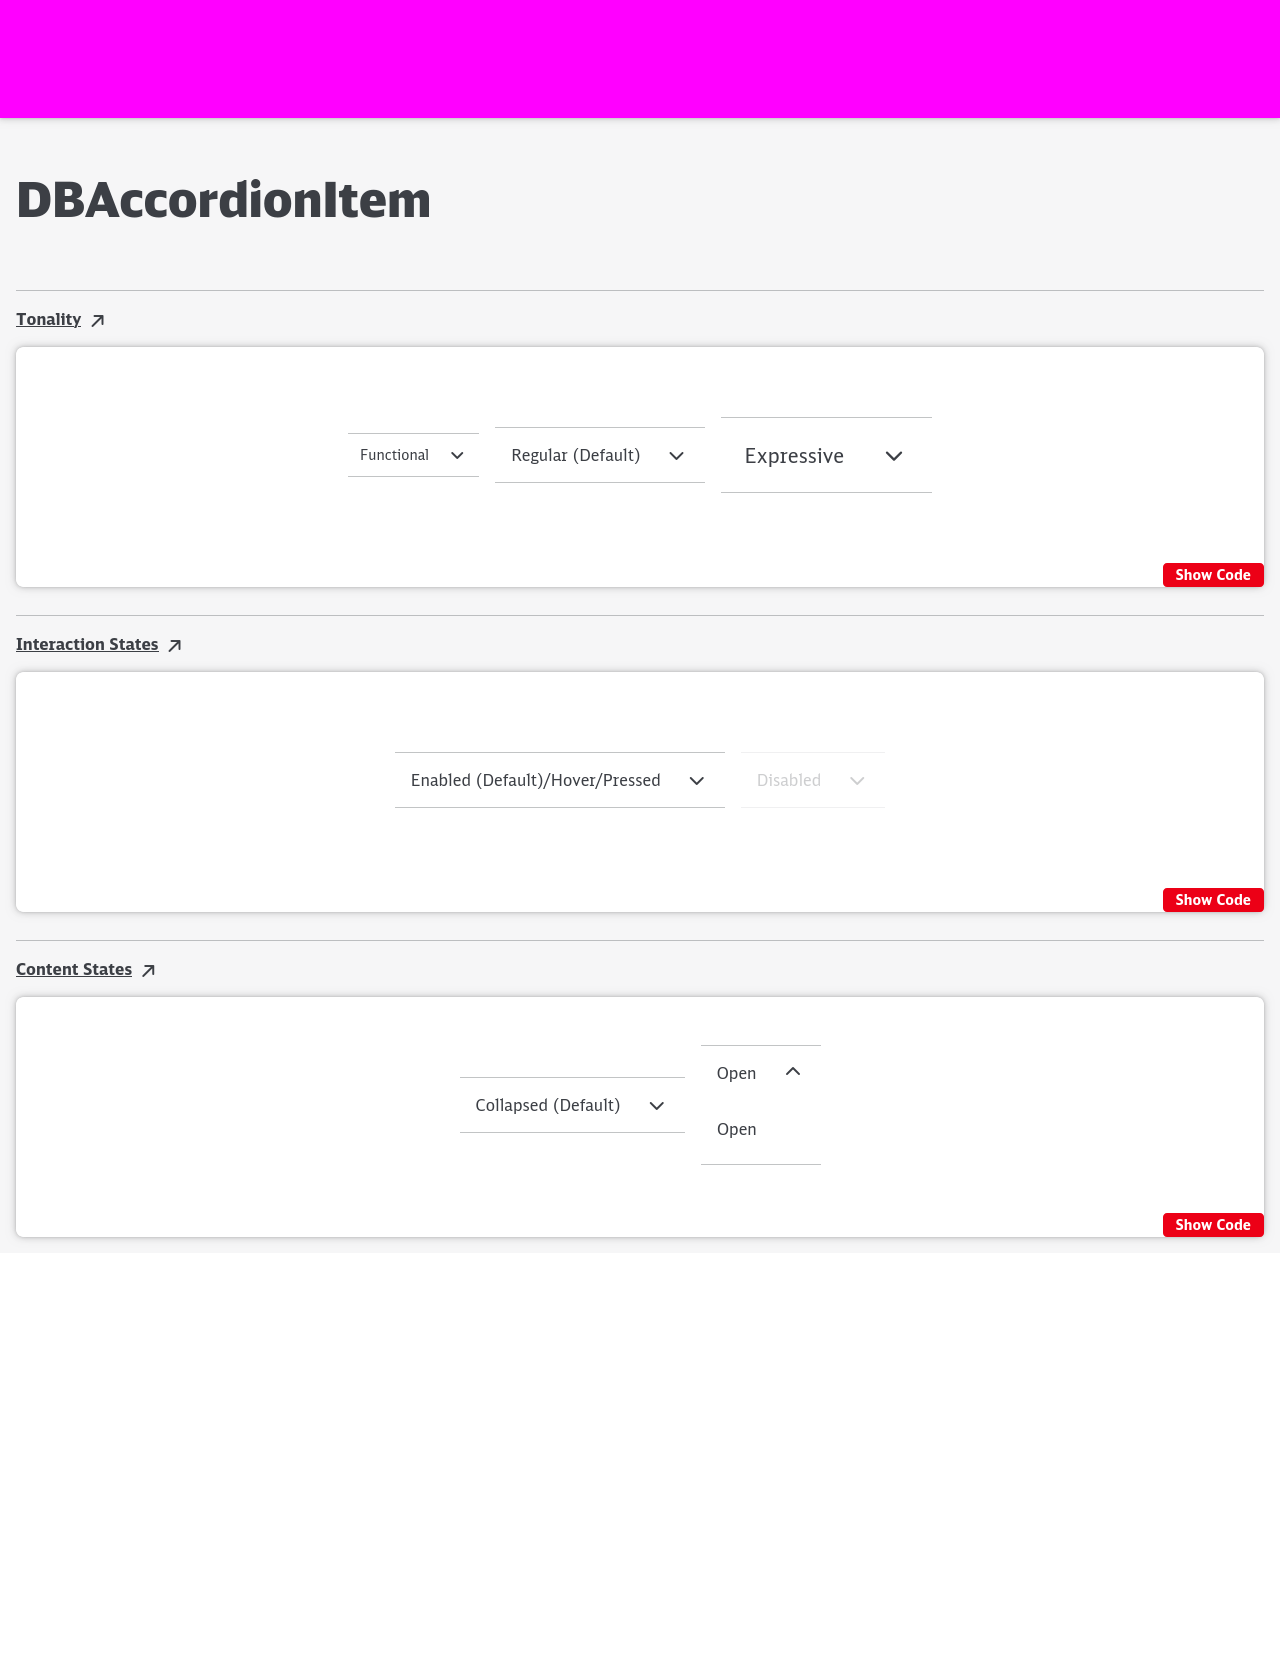 DBAccordionItem
Tonality
Functional
Regular (Default)
Expressive
Show Code
Interaction States
Enabled (Default)/Hover/Pressed
Disabled
Show Code
Content States
Collapsed (Default)
Open
Open
Show Code